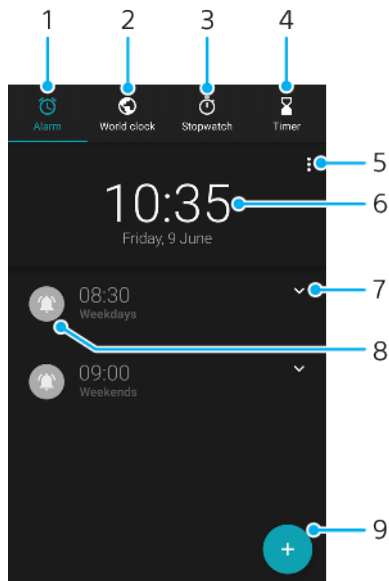 1 2 3 4
Alarm World clock Stopwatch Timer
5
10:35
6
Friday, 9 June
7
08:30
Weekdays
8
09:00
Weekends
9